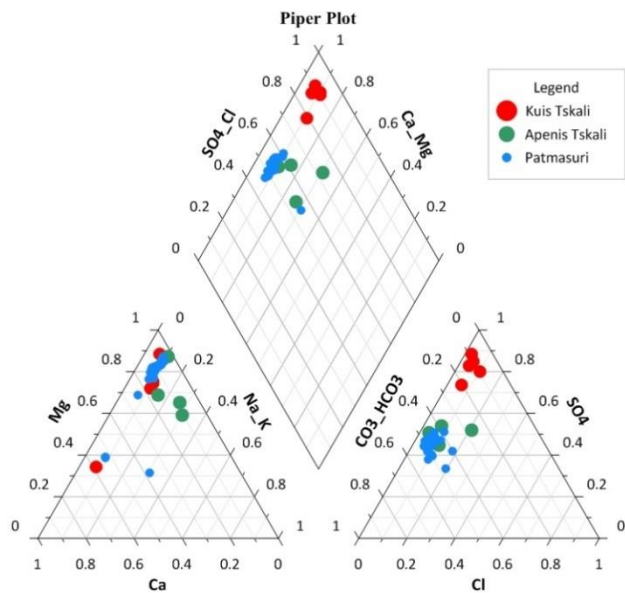 Piper Plot
1 1
0.8 0.8
0.6 0.6
0.4 0.4
0.2 0.2
0 0
SO4_Cl
Ca_Mg
Legend
Kuis Tskali
Apenis Tskali
Patmasuri
0 0
0.8 0.2 0.8 0.2
0.6 0.4 0.6 0.4
0.4 0.6 0.4 0.6
0.2 0.8 0.8 0.2
0 1 1 0
Mg
Na_K
CO3_HCO3
SO4
1 0.8 0.6 0.4 0.2 0
0 0.2 0.4 0.6 0.8 1
Ca
Cl